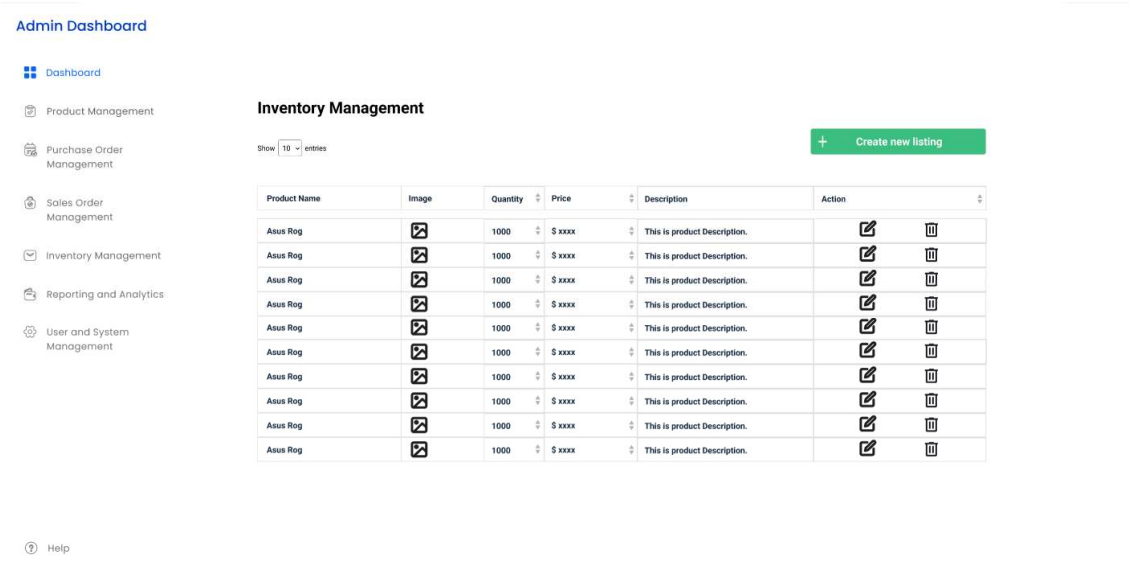 Admin Dashboard
Dashboard
Product Management
Purchase Order
Management
Sales Order
Management
Inventory Management
Reporting and Analytics
User and System
Management
Help
Inventory Management
Show 10 entries
+ Create new listing
Product Name Image Quantity Price Description Action
Asus Rog 1000 $ xxxx This is product Description.
Asus Rog 1000 $ xxxx This is product Description.
Asus Rog 1000 $ xxxx This is product Description.
Asus Rog 1000 $ xxxx This is product Description.
Asus Rog 1000 $ xxxx This is product Description.
Asus Rog 1000 $ xxxx This is product Description.
Asus Rog 1000 $ xxxx This is product Description.
Asus Rog 1000 $ xxxx This is product Description.
Asus Rog 1000 $ xxxx This is product Description.
Asus Rog 1000 $ xxxx This is product Description.